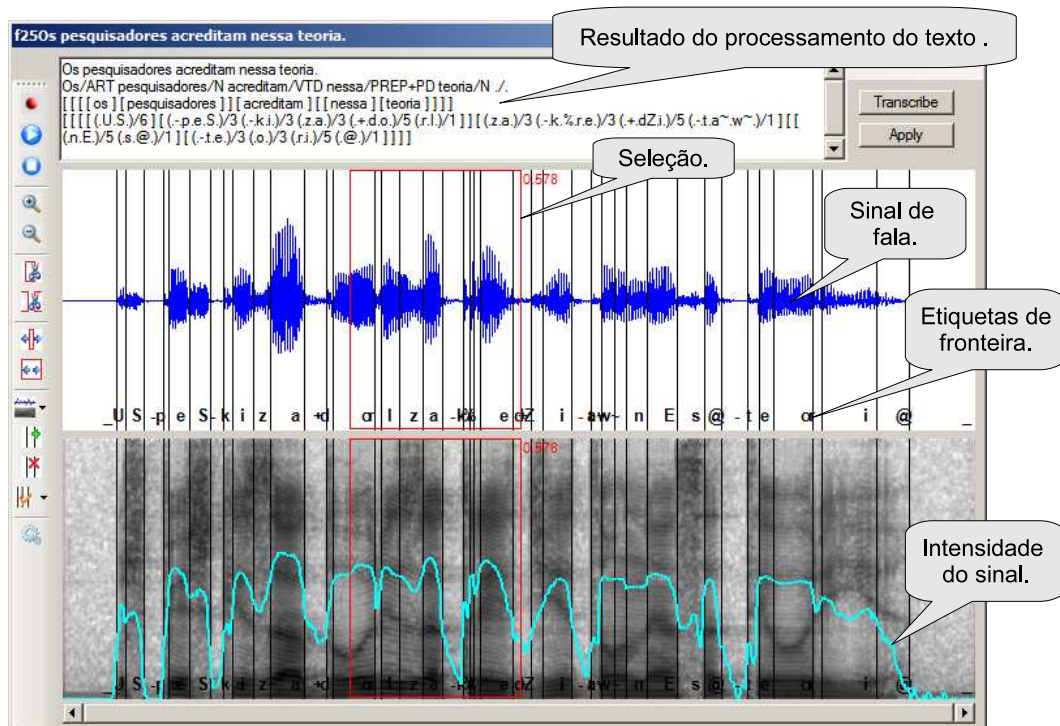 f250s pesquisadores acreditam nessa teoria.
Resultado do processamento do texto .
Os pesquisadores acreditam nessa teoria.
Os/ART pesquisadores/N acreditam/VTD nessa/PREP+PD teoria/N ./.
[ [ [ [ os ] [ pesquisadores ] ] [ acreditam ] [ [ nessa ] [ teoria ] ] ] ]
[ [ [ [ (.U.S.)/6 ] [ (.-p.e.S.)/3 (.-k.i.)/3 (.z.a.)/3 (.+.d.o.)/5 (r.l.)/1 ] ] [ (.z.a.)/3 (.-k.%.r.e.)/3 (.+.dZ.i.)/5 (.-t.a~.w~.)/1 ] [ [
(.n.E.)/5 (.s.@.)/1 ] [ (.-.t.e.)/3 (.o.)/3 (.r.i.)/5 (.@.)/1 ] ] ] ]
Transcribe
Apply
Seleção.
0.578
Sinal de
fala.
Etiquetas de
fronteira.
_ U S -p e S - k i z a +d
l z a -k
Z i -
n E s @ - t e
i @ _
0.578
Intensidade
do sinal.